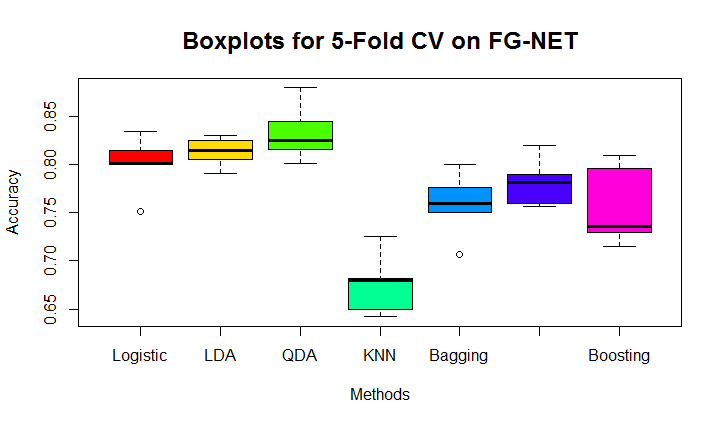 Boxplots for 5-Fold CV on FG-NET
Accuracy
0.85
0.80
0.75
0.70
0.65
Logistic LDA QDA KNN Bagging Boosting
Methods